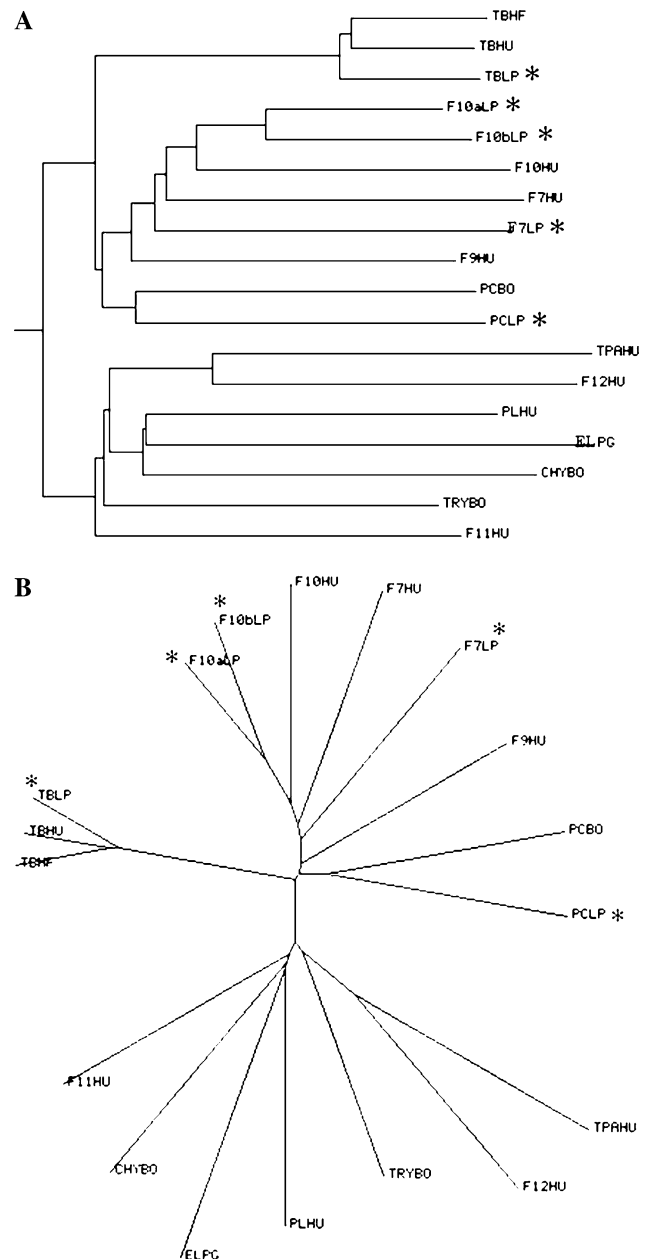 A
TBHF
TBHU
TBLP *
F10aLP *
F10bLP *
F10HU
F7HU
F7LP *
F9HU
PCBO
PCLP *
TPAHU
F12HU
PLHU
ELPG
CHYBO
TRYBO
F11HU
B
F10HU
F7HU
*
F10bLP
*
F7LP
* F10aLP
F9HU
*
TBLP
TBHU
PCBO
TBHF
PCLP *
F11HU
TPAHU
CHYBO
TRYBO
F12HU
PLHU
ELPG